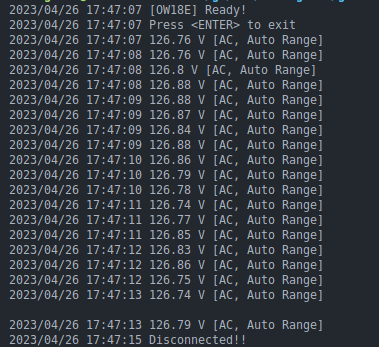 2023/04/26 17:47:07 [OW18E] Ready!
2023/04/26 17:47:07 Press <ENTER> to exit
2023/04/26 17:47:07 126.76 V [AC, Auto Range]
2023/04/26 17:47:08 126.76 V [AC, Auto Range]
2023/04/26 17:47:08 126.8 V [AC, Auto Range]
2023/04/26 17:47:08 126.88 V [AC, Auto Range]
2023/04/26 17:47:09 126.88 V [AC, Auto Range]
2023/04/26 17:47:09 126.87 V [AC, Auto Range]
2023/04/26 17:47:09 126.84 V [AC, Auto Range]
2023/04/26 17:47:09 126.88 V [AC, Auto Range]
2023/04/26 17:47:10 126.86 V [AC, Auto Range]
2023/04/26 17:47:10 126.79 V [AC, Auto Range]
2023/04/26 17:47:10 126.78 V [AC, Auto Range]
2023/04/26 17:47:11 126.74 V [AC, Auto Range]
2023/04/26 17:47:11 126.77 V [AC, Auto Range]
2023/04/26 17:47:11 126.85 V [AC, Auto Range]
2023/04/26 17:47:12 126.83 V [AC, Auto Range]
2023/04/26 17:47:12 126.86 V [AC, Auto Range]
2023/04/26 17:47:12 126.75 V [AC, Auto Range]
2023/04/26 17:47:13 126.74 V [AC, Auto Range]
2023/04/26 17:47:13 126.79 V [AC, Auto Range]
2023/04/26 17:47:15 Disconnected!!